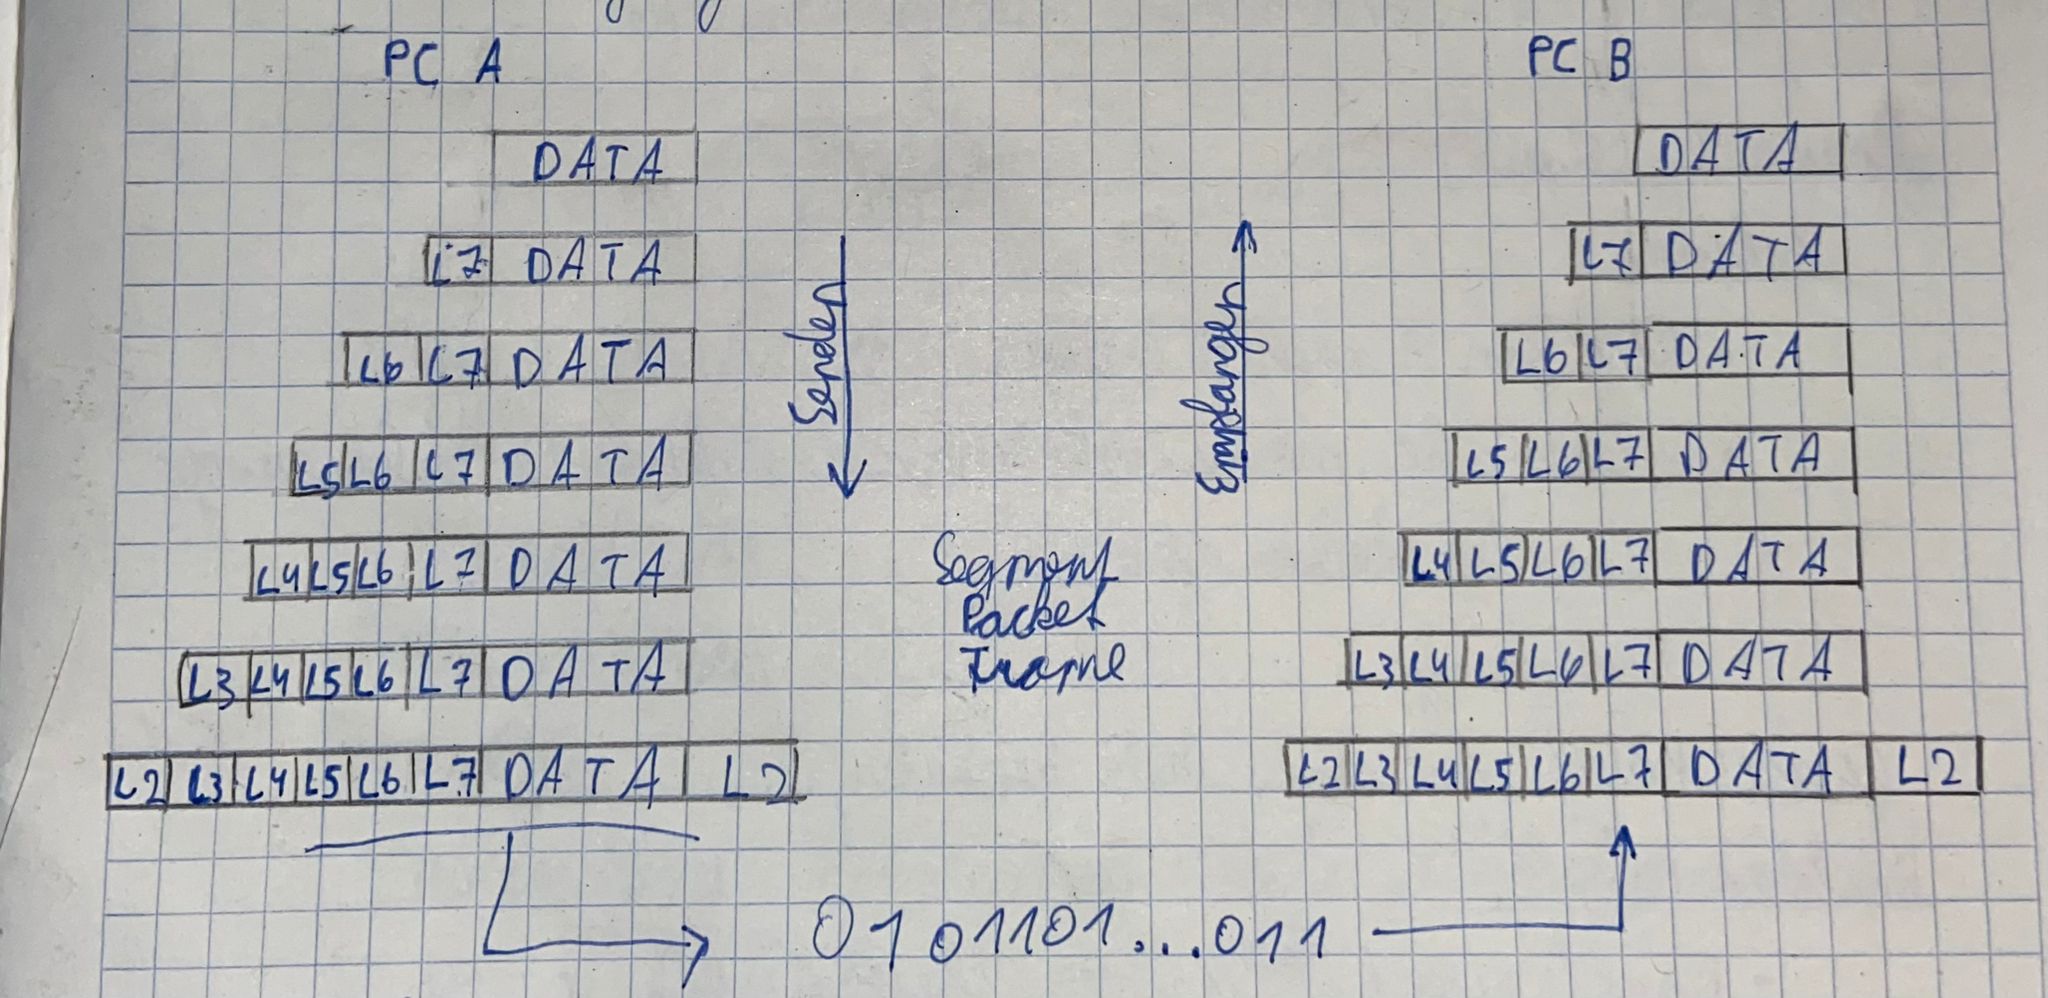 PC A PC B
DATA DATA
L7 DATA L7 DATA
L6 L7 DATA L6 L7 DATA
Sender
Empfänger
L5 L6 L7 DATA L5 L6 L7 DATA
L4 L5 L6 L7 DATA L4 L5 L6 L7 DATA
Segment
Packet
Frame
L3 L4 L5 L6 L7 DATA L3 L4 L5 L6 L7 DATA
L2 L3 L4 L5 L6 L7 DATA L2 L2 L3 L4 L5 L6 L7 DATA L2
0101101...011